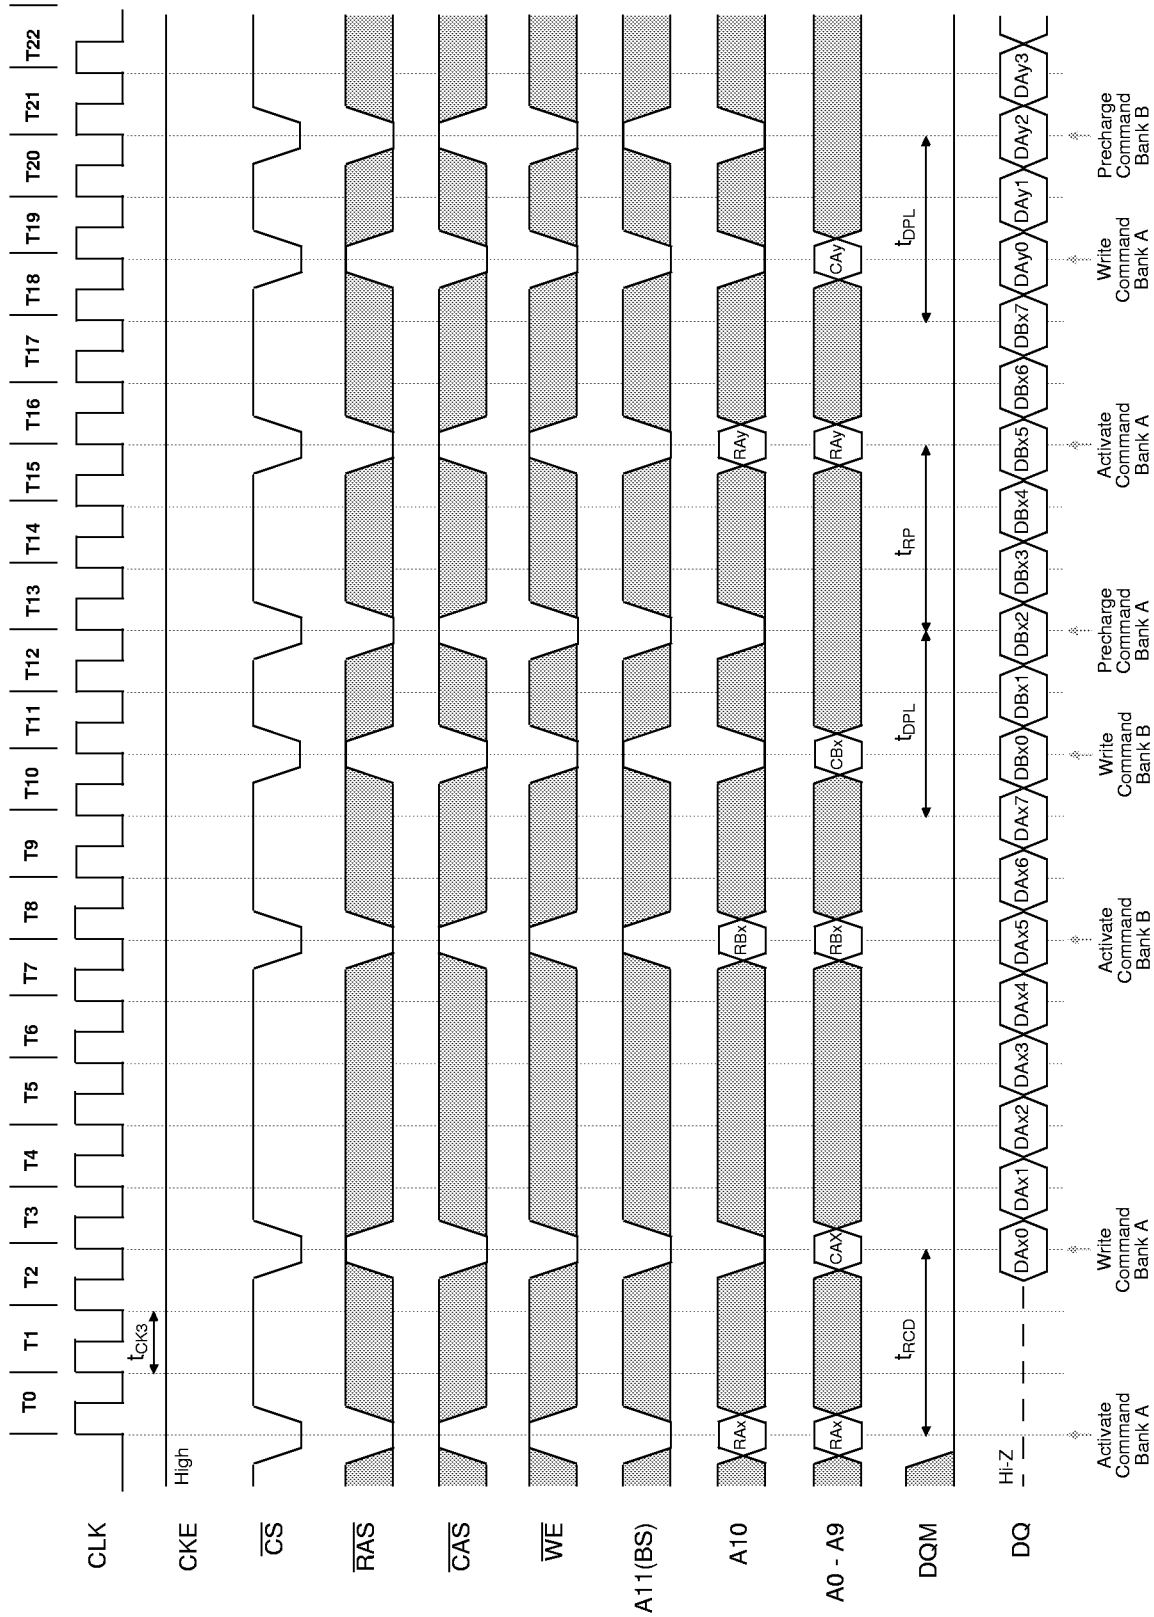 T0 T1 T2 T3 T4 T5 T6 T7 T8 T9 T10 T11 T12 T13 T14 T15 T16 T17 T18 T19 T20 T21 T22
CLK
tCK3
CKE
High
CS
RAS
CAS
WE
A11(BS)
A10
RAx RBx RAy
A0 - A9
RAx CAX RBx CBx RAy CAy
DQM
tRCD tDPL tRP tDPL
DQ
Hi-Z
DAx0 DAx1 DAx2 DAx3 DAx4 DAx5 DAx6 DAx7 DBx0 DBx1 DBx2 DBx3 DBx4 DBx5 DBx6 DBx7 DAy0 DAy1 DAy2 DAy3
Activate
Command
Bank A
Write
Command
Bank A
Activate
Command
Bank B
Write
Command
Bank B
Precharge
Command
Bank A
Activate
Command
Bank A
Write
Command
Bank A
Precharge
Command
Bank B